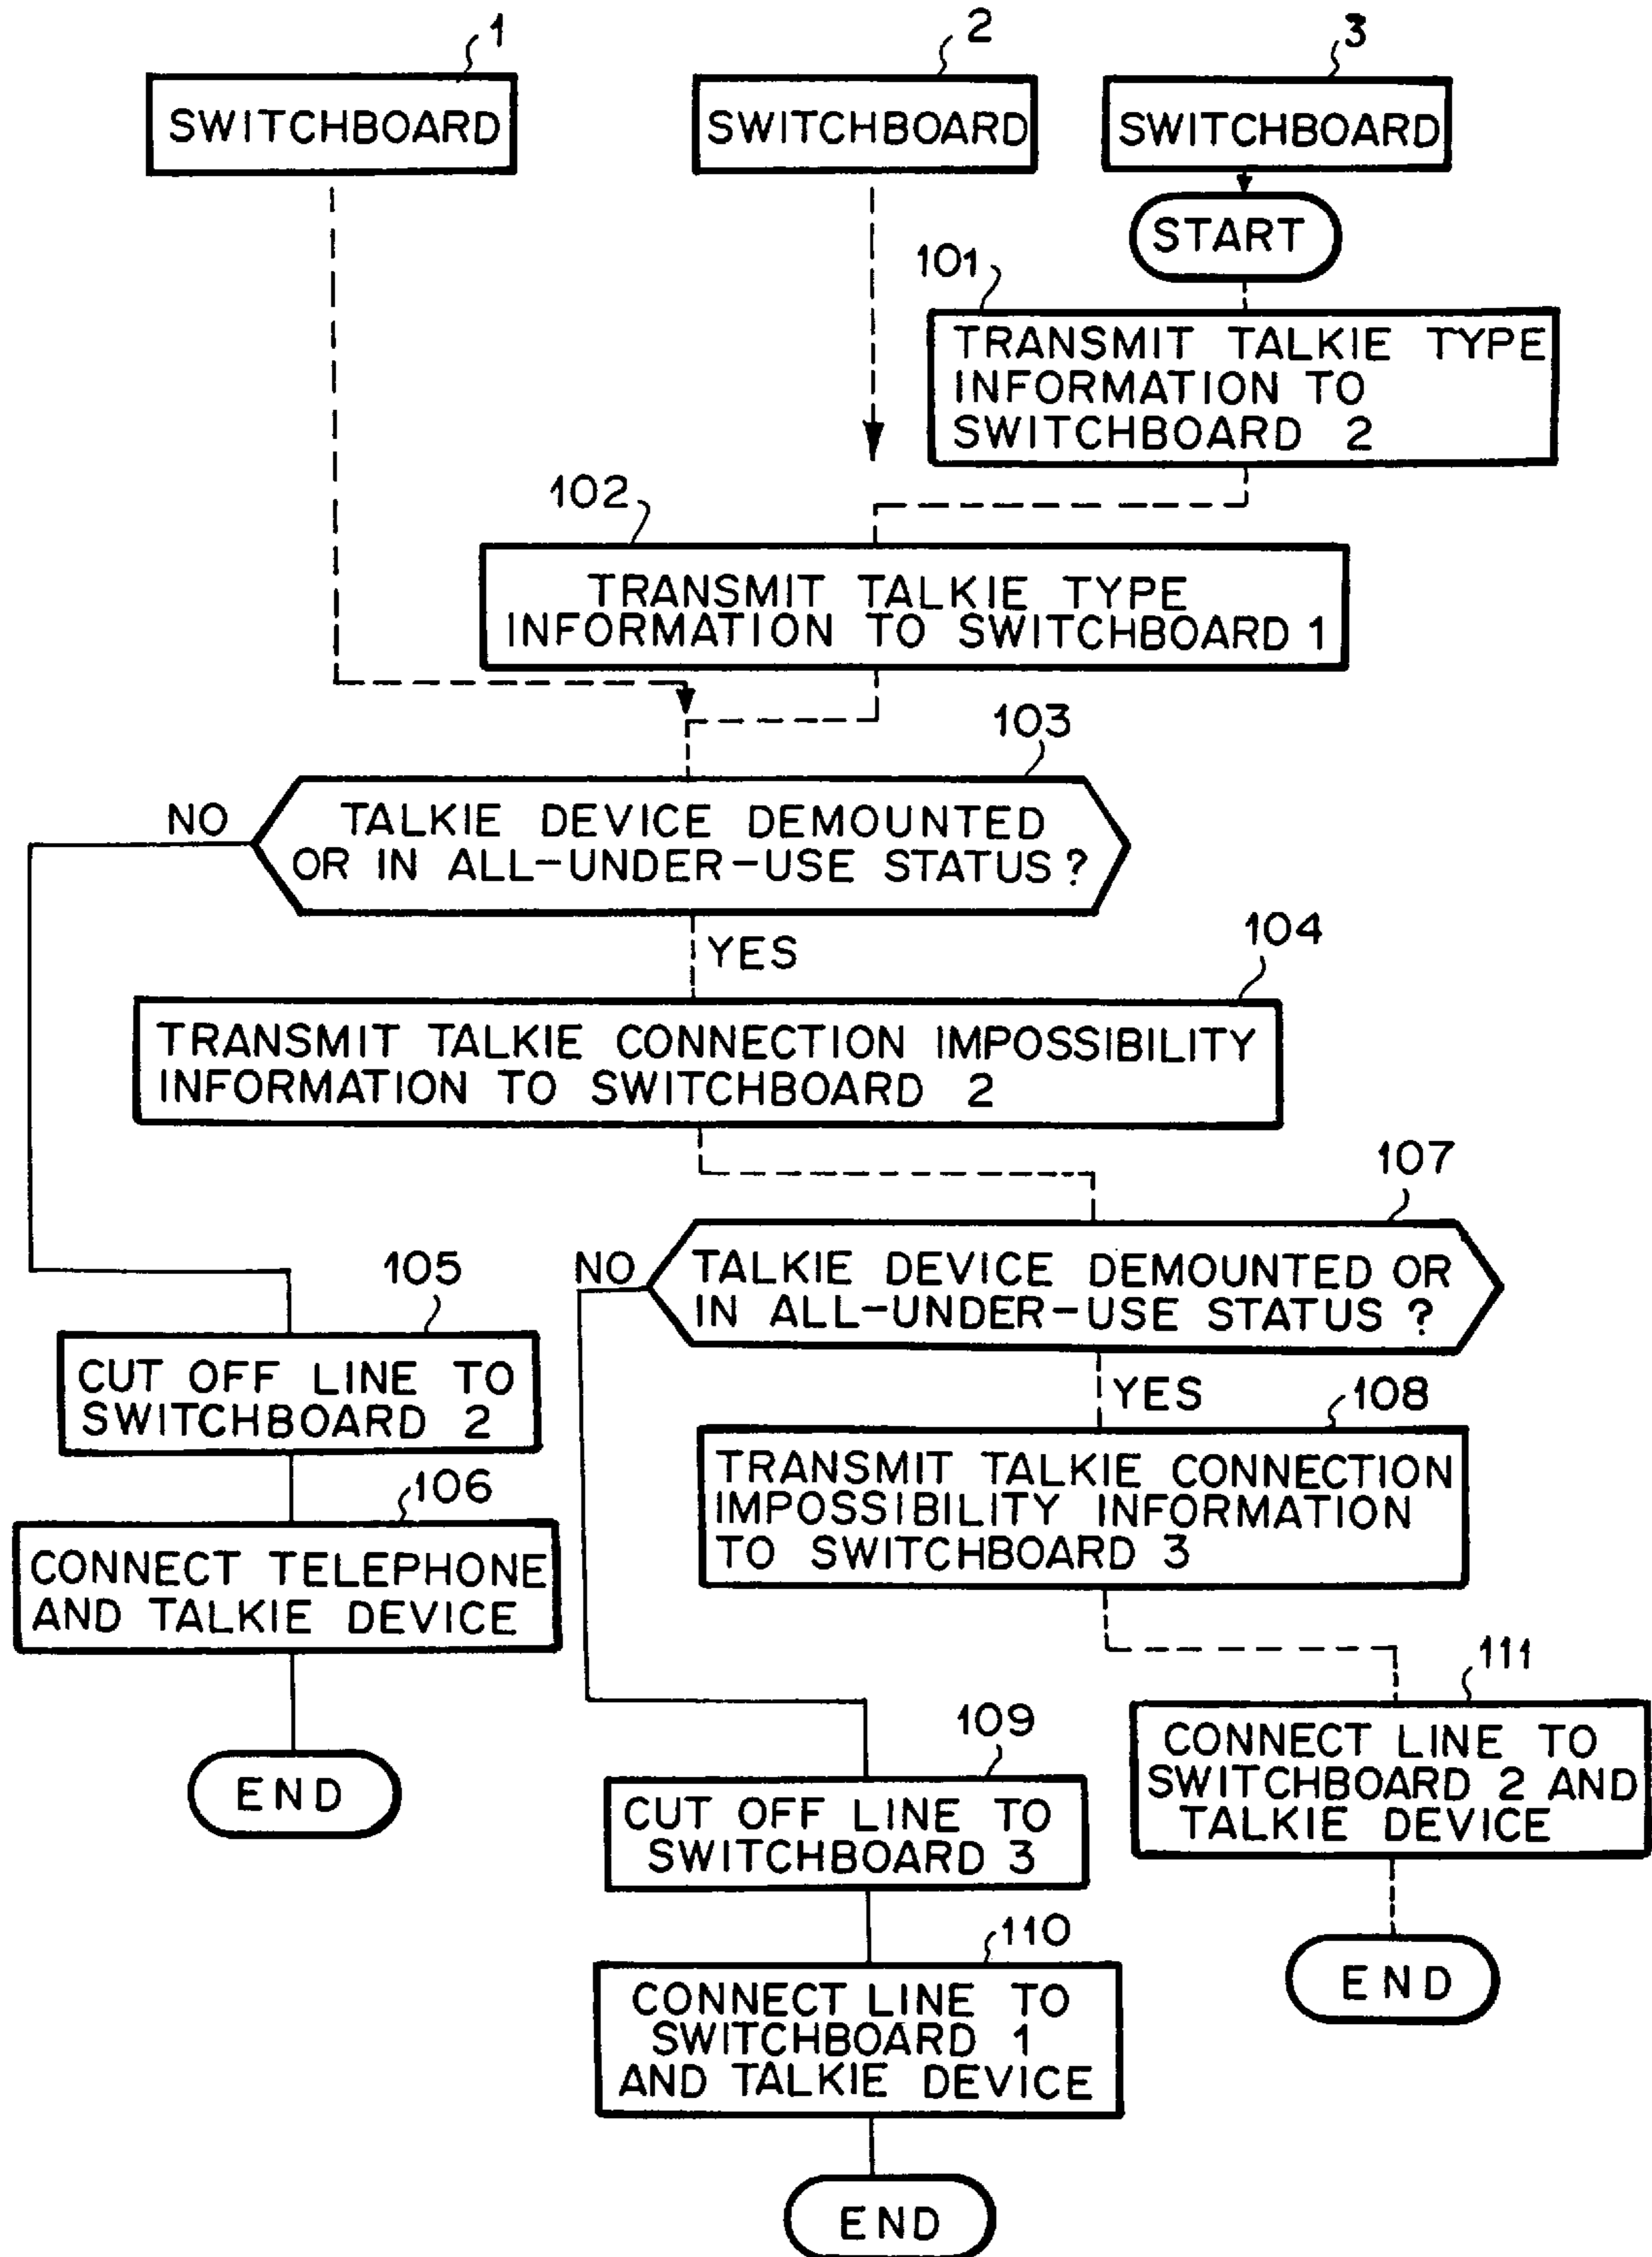 1
2
3
SWITCHBOARD
SWITCHBOARD
SWITCHBOARD
START
101
TRANSMIT TALKIE TYPE
INFORMATION TO
SWITCHBOARD 2
102
TRANSMIT TALKIE TYPE
INFORMATION TO SWITCHBOARD 1
103
NO
TALKIE DEVICE DEMOUNTED
OR IN ALL-UNDER-USE STATUS?
YES
104
TRANSMIT TALKIE CONNECTION IMPOSSIBILITY
INFORMATION TO SWITCHBOARD 2
107
NO
TALKIE DEVICE DEMOUNTED OR
IN ALL-UNDER-USE STATUS?
YES
105
CUT OFF LINE TO
SWITCHBOARD 2
108
TRANSMIT TALKIE CONNECTION
IMPOSSIBILITY INFORMATION
TO SWITCHBOARD 3
106
CONNECT TELEPHONE
AND TALKIE DEVICE
END
111
CONNECT LINE TO
SWITCHBOARD 2 AND
TALKIE DEVICE
109
CUT OFF LINE TO
SWITCHBOARD 3
110
CONNECT LINE TO
SWITCHBOARD 1
AND TALKIE DEVICE
END
END